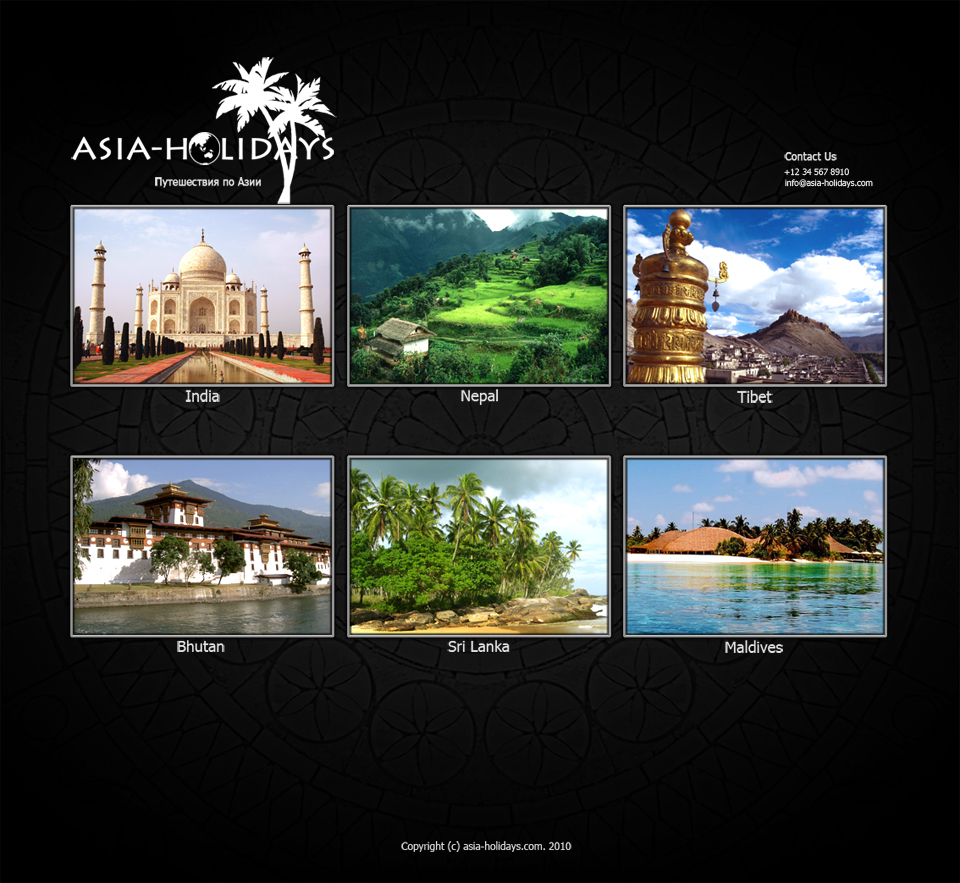 ASIA-HOLIDAYS
Путешествия по Азии
Contact Us
+12 34 567 8910
info@asia-holidays.com
India
Nepal
Tibet
Bhutan
Sri Lanka
Maldives
Copyright (c) asia-holidays.com. 2010